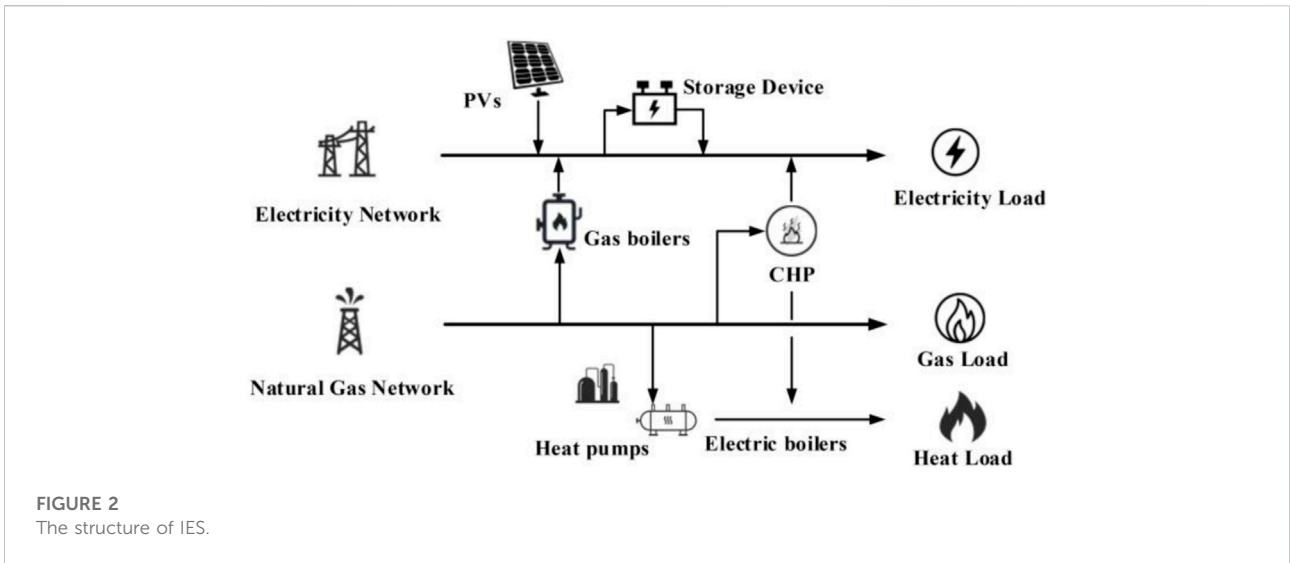 PVs
Storage Device
Electricity Network
Electricity Load
Gas boilers
CHP
Natural Gas Network
Gas Load
Heat pumps
Electric boilers
Heat Load
FIGURE 2
The structure of IES.